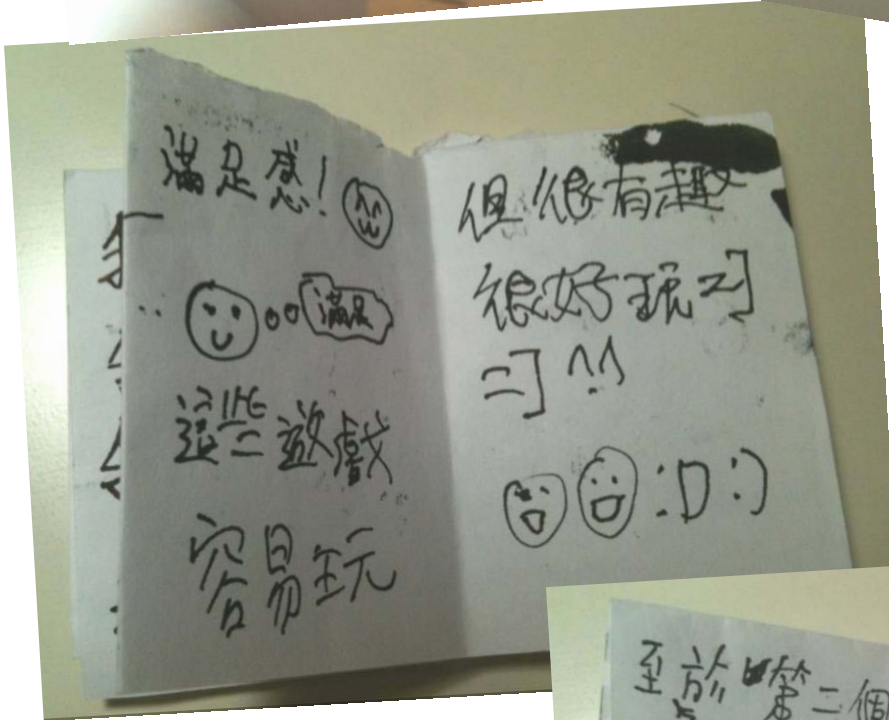 滿足感!
滿足
這些遊戲
容易玩
但很有趣
很好玩=]
=] ^.^
:D :)
至於第二個